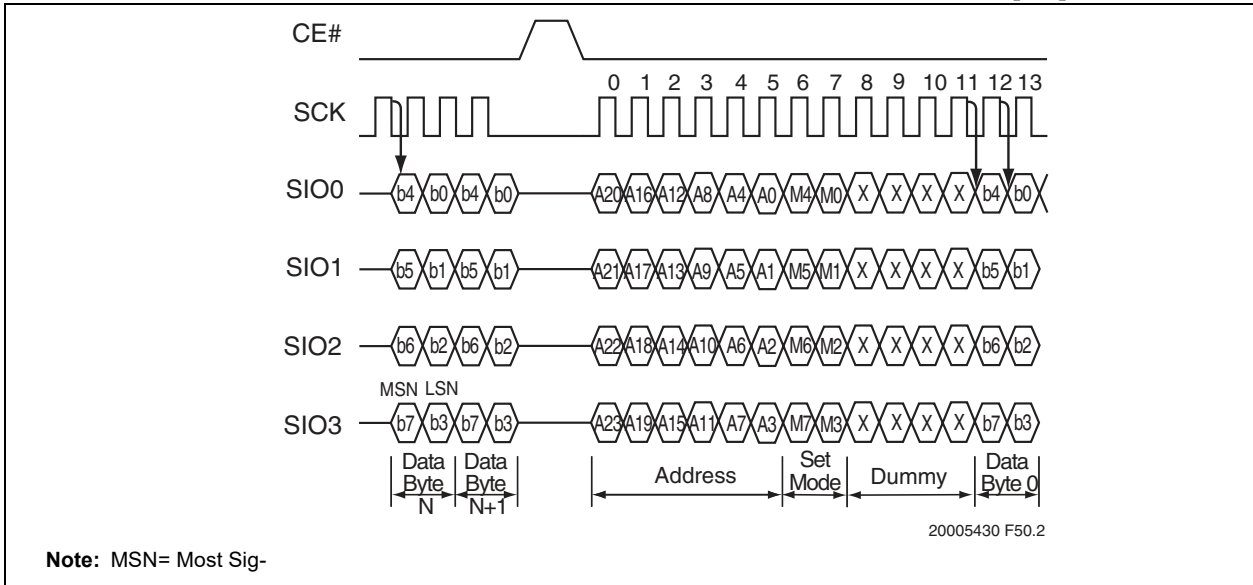 CE#
0 1 2 3 4 5 6 7 8 9 10 11 12 13
SCK
SIO0 b4 b0 b4 b0 A20 A16 A12 A8 A4 A0 M4 M0 X X X X b4 b0
SIO1 b5 b1 b5 b1 A21 A17 A13 A9 A5 A1 M5 M1 X X X X b5 b1
SIO2 b6 b2 b6 b2 A22 A18 A14 A10 A6 A2 M6 M2 X X X X b6 b2
MSN LSN
SIO3 b7 b3 b7 b3 A23 A19 A15 A11 A7 A3 M7 M3 X X X X b7 b3
Data Byte N
Data Byte N+1
Address
Set Mode
Dummy
Data Byte 0
20005430 F50.2
Note: MSN= Most Sig-